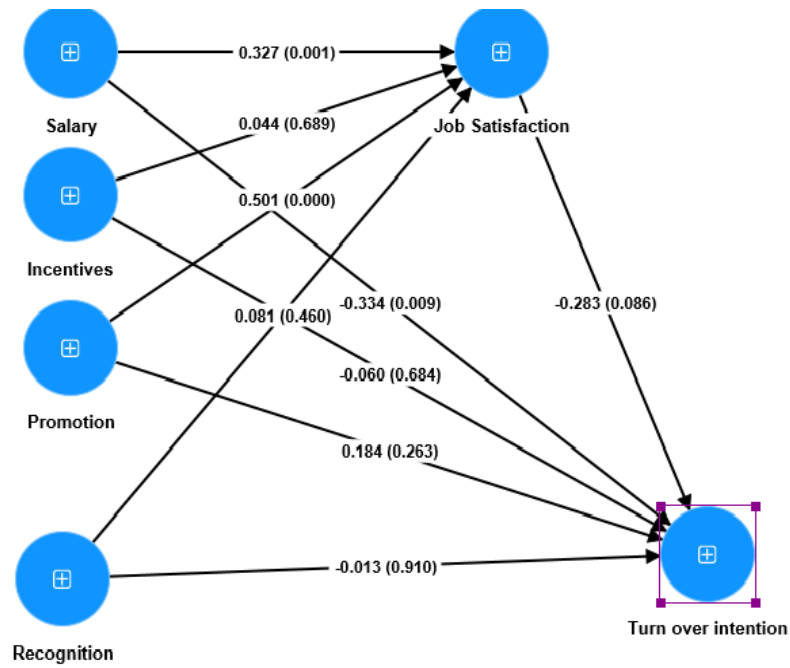 0.327 (0.001)
Salary
0.044 (0.689)
Job Satisfaction
0.501 (0.000)
Incentives
-0.334 (0.009)
-0.283 (0.086)
0.081 (0.460)
-0.060 (0.684)
Promotion
0.184 (0.263)
-0.013 (0.910)
Turn over intention
Recognition